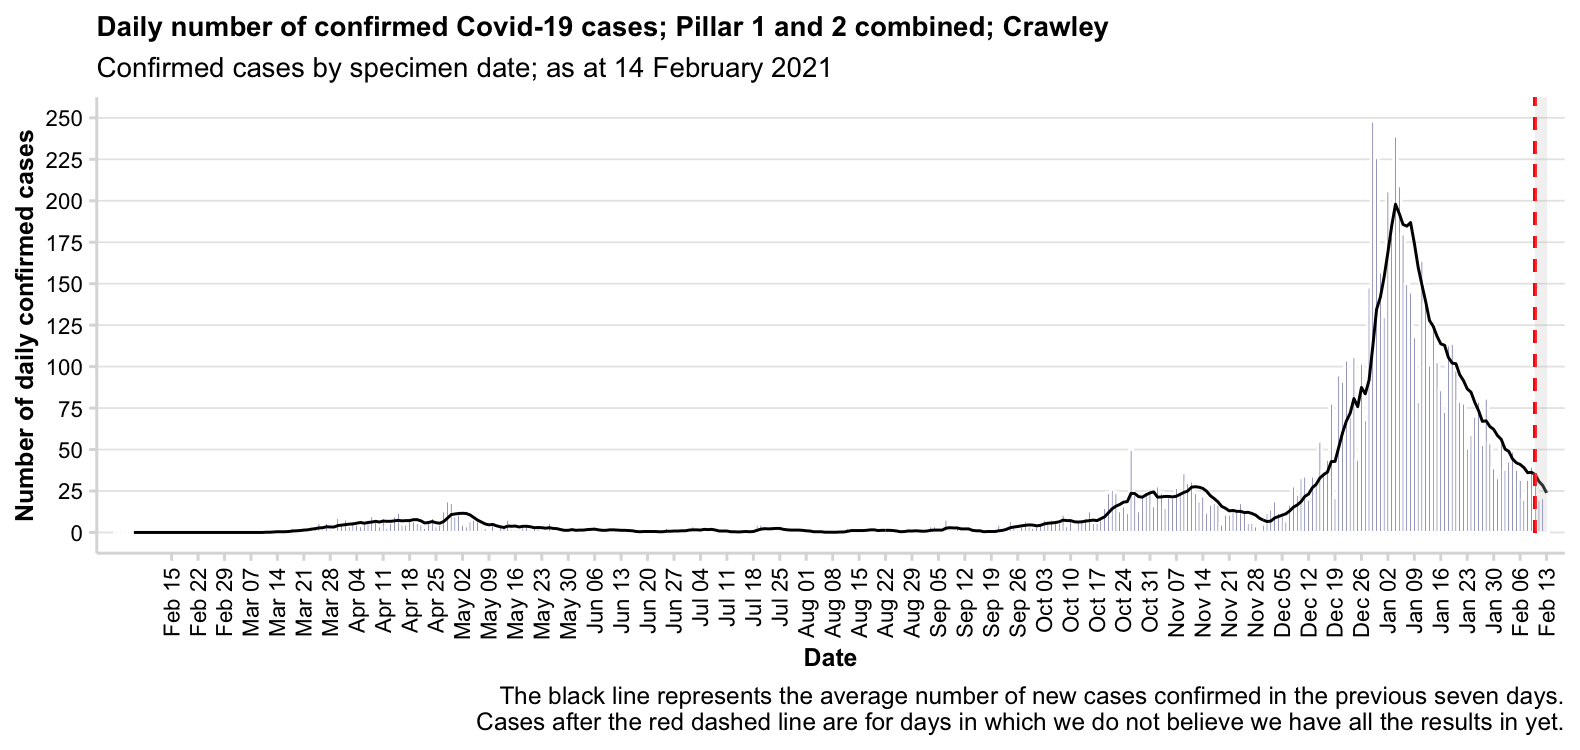 Daily number of confirmed Covid-19 cases; Pillar 1 and 2 combined; Crawley
Confirmed cases by specimen date; as at 14 February 2021
Number of daily confirmed cases
250
225
200
175
150
125
100
75
50
25
0
Feb 15
Feb 22
Feb 29
Mar 07
Mar 14
Mar 21
Mar 28
Apr 04
Apr 11
Apr 18
Apr 25
May 02
May 09
May 16
May 23
May 30
Jun 06
Jun 13
Jun 20
Jun 27
Jul 04
Jul 11
Jul 18
Jul 25
Aug 01
Aug 08
Aug 15
Aug 22
Aug 29
Sep 05
Sep 12
Sep 19
Sep 26
Oct 03
Oct 10
Oct 17
Oct 24
Oct 31
Nov 07
Nov 14
Nov 21
Nov 28
Dec 05
Dec 12
Dec 19
Dec 26
Jan 02
Jan 09
Jan 16
Jan 23
Jan 30
Feb 06
Feb 13
Date
The black line represents the average number of new cases confirmed in the previous seven days.
Cases after the red dashed line are for days in which we do not believe we have all the results in yet.